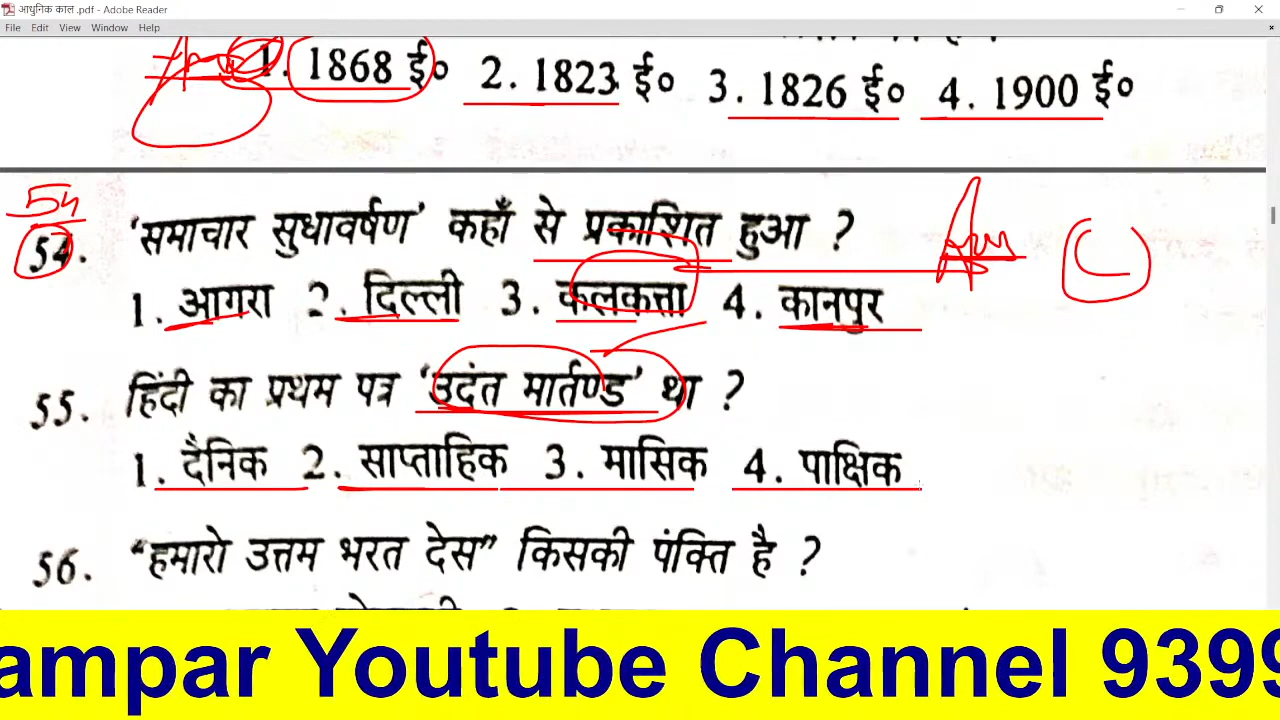 आधुनिक काल .pdf - Adobe Reader
File Edit View Window Help
1. 1868 ई० 2. 1823 ई० 3. 1826 ई० 4. 1900 ई०
54
54. 'समाचार सुधावर्षण' कहाँ से प्रकाशित हुआ ? Ans C
1. आगरा 2. दिल्ली 3. कलकत्ता 4. कानपुर
55. हिंदी का प्रथम पत्र 'उदंत मार्तण्ड' था ?
1. दैनिक 2. साप्ताहिक 3. मासिक 4. पाक्षिक
56. "हमारो उत्तम भरत देस" किसकी पंक्ति है ?
ampar Youtube Channel 9399